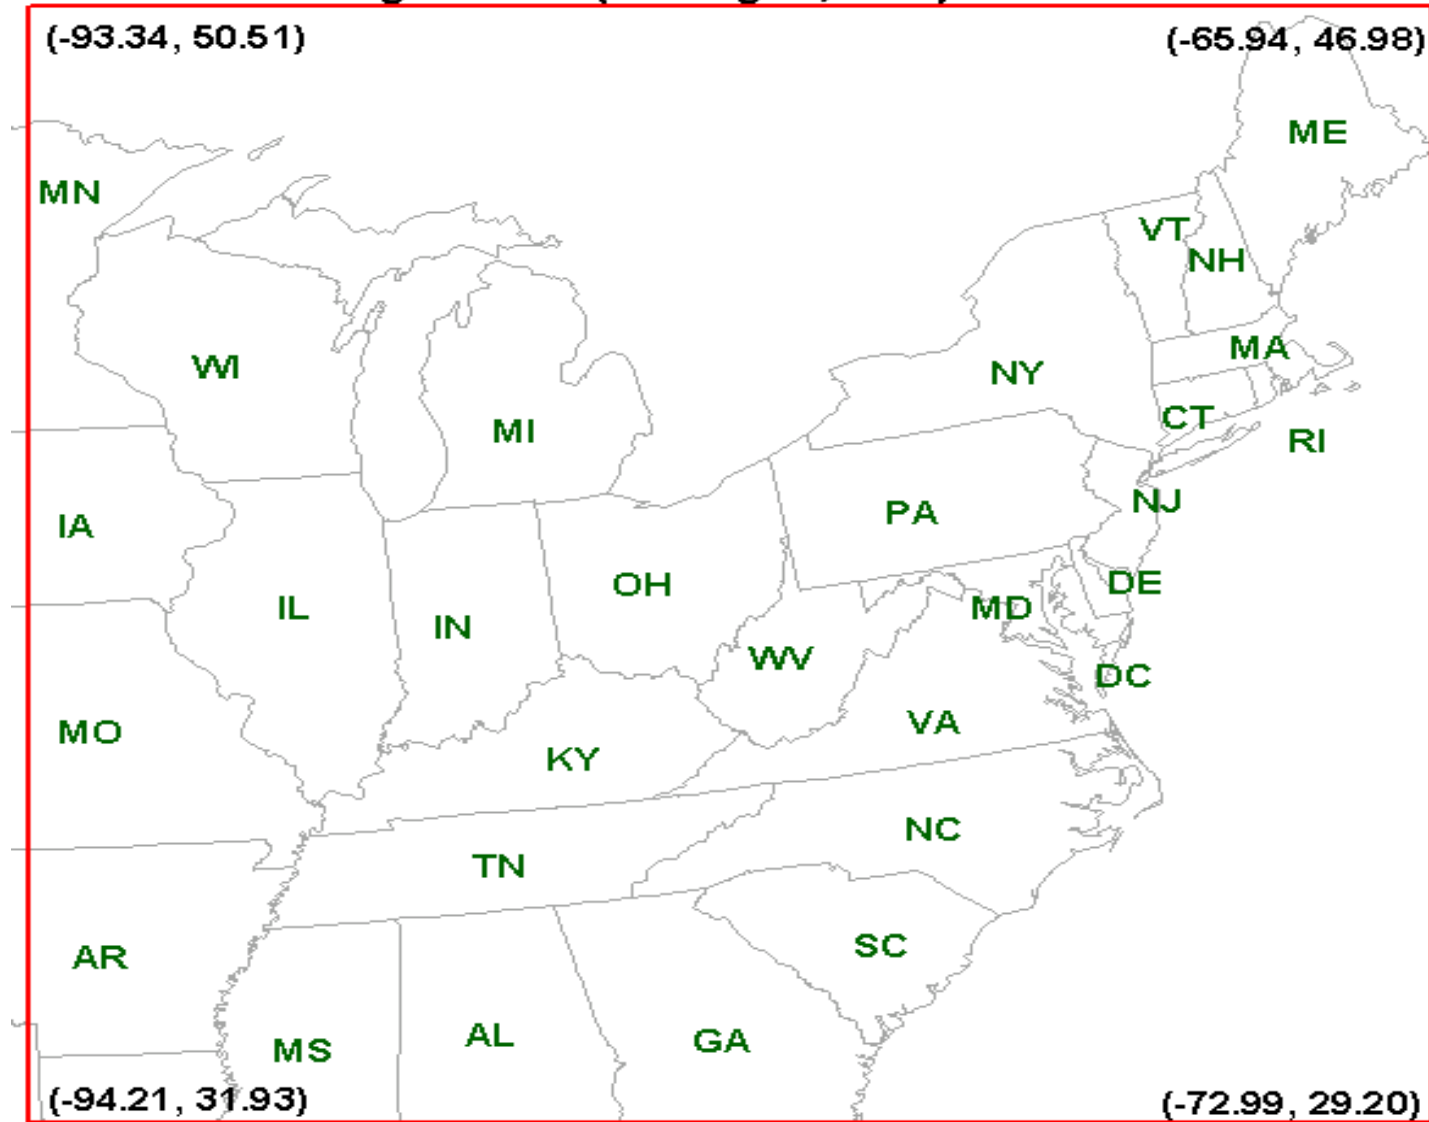 (-93.34, 50.51)
(-65.94, 46.98)
ME
MN
VT
NH
MA
WI
NY
CT
MI
RI
NJ
PA
IA
DE
OH
MD
IL
IN
WV
DC
VA
MO
KY
NC
TN
SC
AR
AL
GA
MS
(-94.21, 31.93)
(-72.99, 29.20)